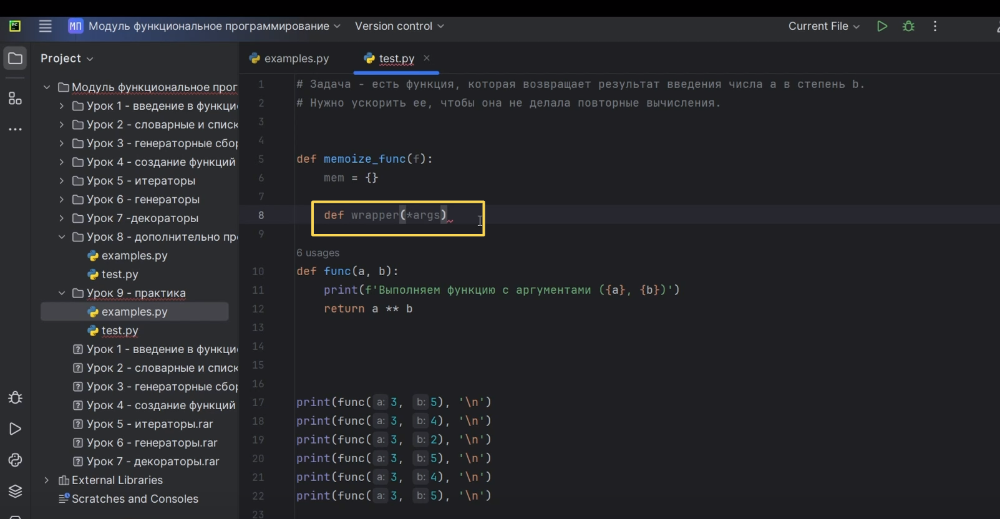 PC
МП Модуль функциональное программирование Version control Current File
Project
examples.py test.py
Модуль функциональное прог
Урок 1 - введение в функци
Урок 2 - словарные и списк
Урок 3 - генераторные сбор
Урок 4 - создание функций
Урок 5 - итераторы
Урок 6 - генераторы
Урок 7 -декораторы
Урок 8 - дополнительно пр
examples.py
test.py
Урок 9 - практика
examples.py
test.py
Урок 1 - введение в функци
Урок 2 - словарные и списк
Урок 3 - генераторные сбор
Урок 4 - создание функций
Урок 5 - итераторы.rar
Урок 6 - генераторы.rar
Урок 7 - декораторы.rar
External Libraries
Scratches and Consoles
1 # Задача - есть функция, которая возвращает результат введения числа a в степень b.
2 # Нужно ускорить ее, чтобы она не делала повторные вычисления.
3
4
5 def memoize_func(f):
6 mem = {}
7
8 def wrapper(*args)
9
6 usages
10 def func(a, b):
11 print(f'Выполняем функцию с аргументами ({a}, {b})')
12 return a ** b
13
14
15
16
17 print(func( a: 3, b: 5), '\n')
18 print(func( a: 3, b: 4), '\n')
19 print(func( a: 3, b: 2), '\n')
20 print(func( a: 3, b: 5), '\n')
21 print(func( a: 3, b: 4), '\n')
22 print(func( a: 3, b: 5), '\n')
23